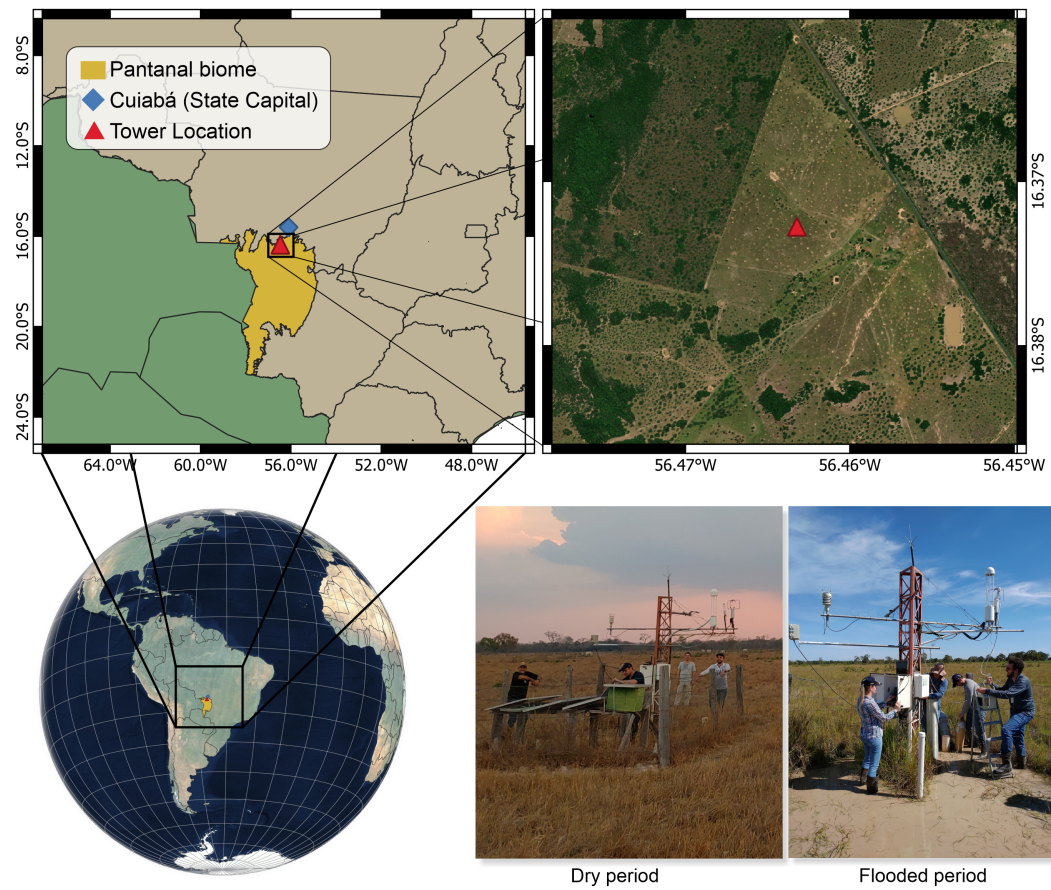 Pantanal biome
Cuiabá (State Capital)
Tower Location
8.0°S
12.0°S
16.0°S
20.0°S
24.0°S
64.0°W 60.0°W 56.0°W 52.0°W 48.0°W
16.37°S
16.38°S
56.47°W 56.46°W 56.45°W
Dry period Flooded period